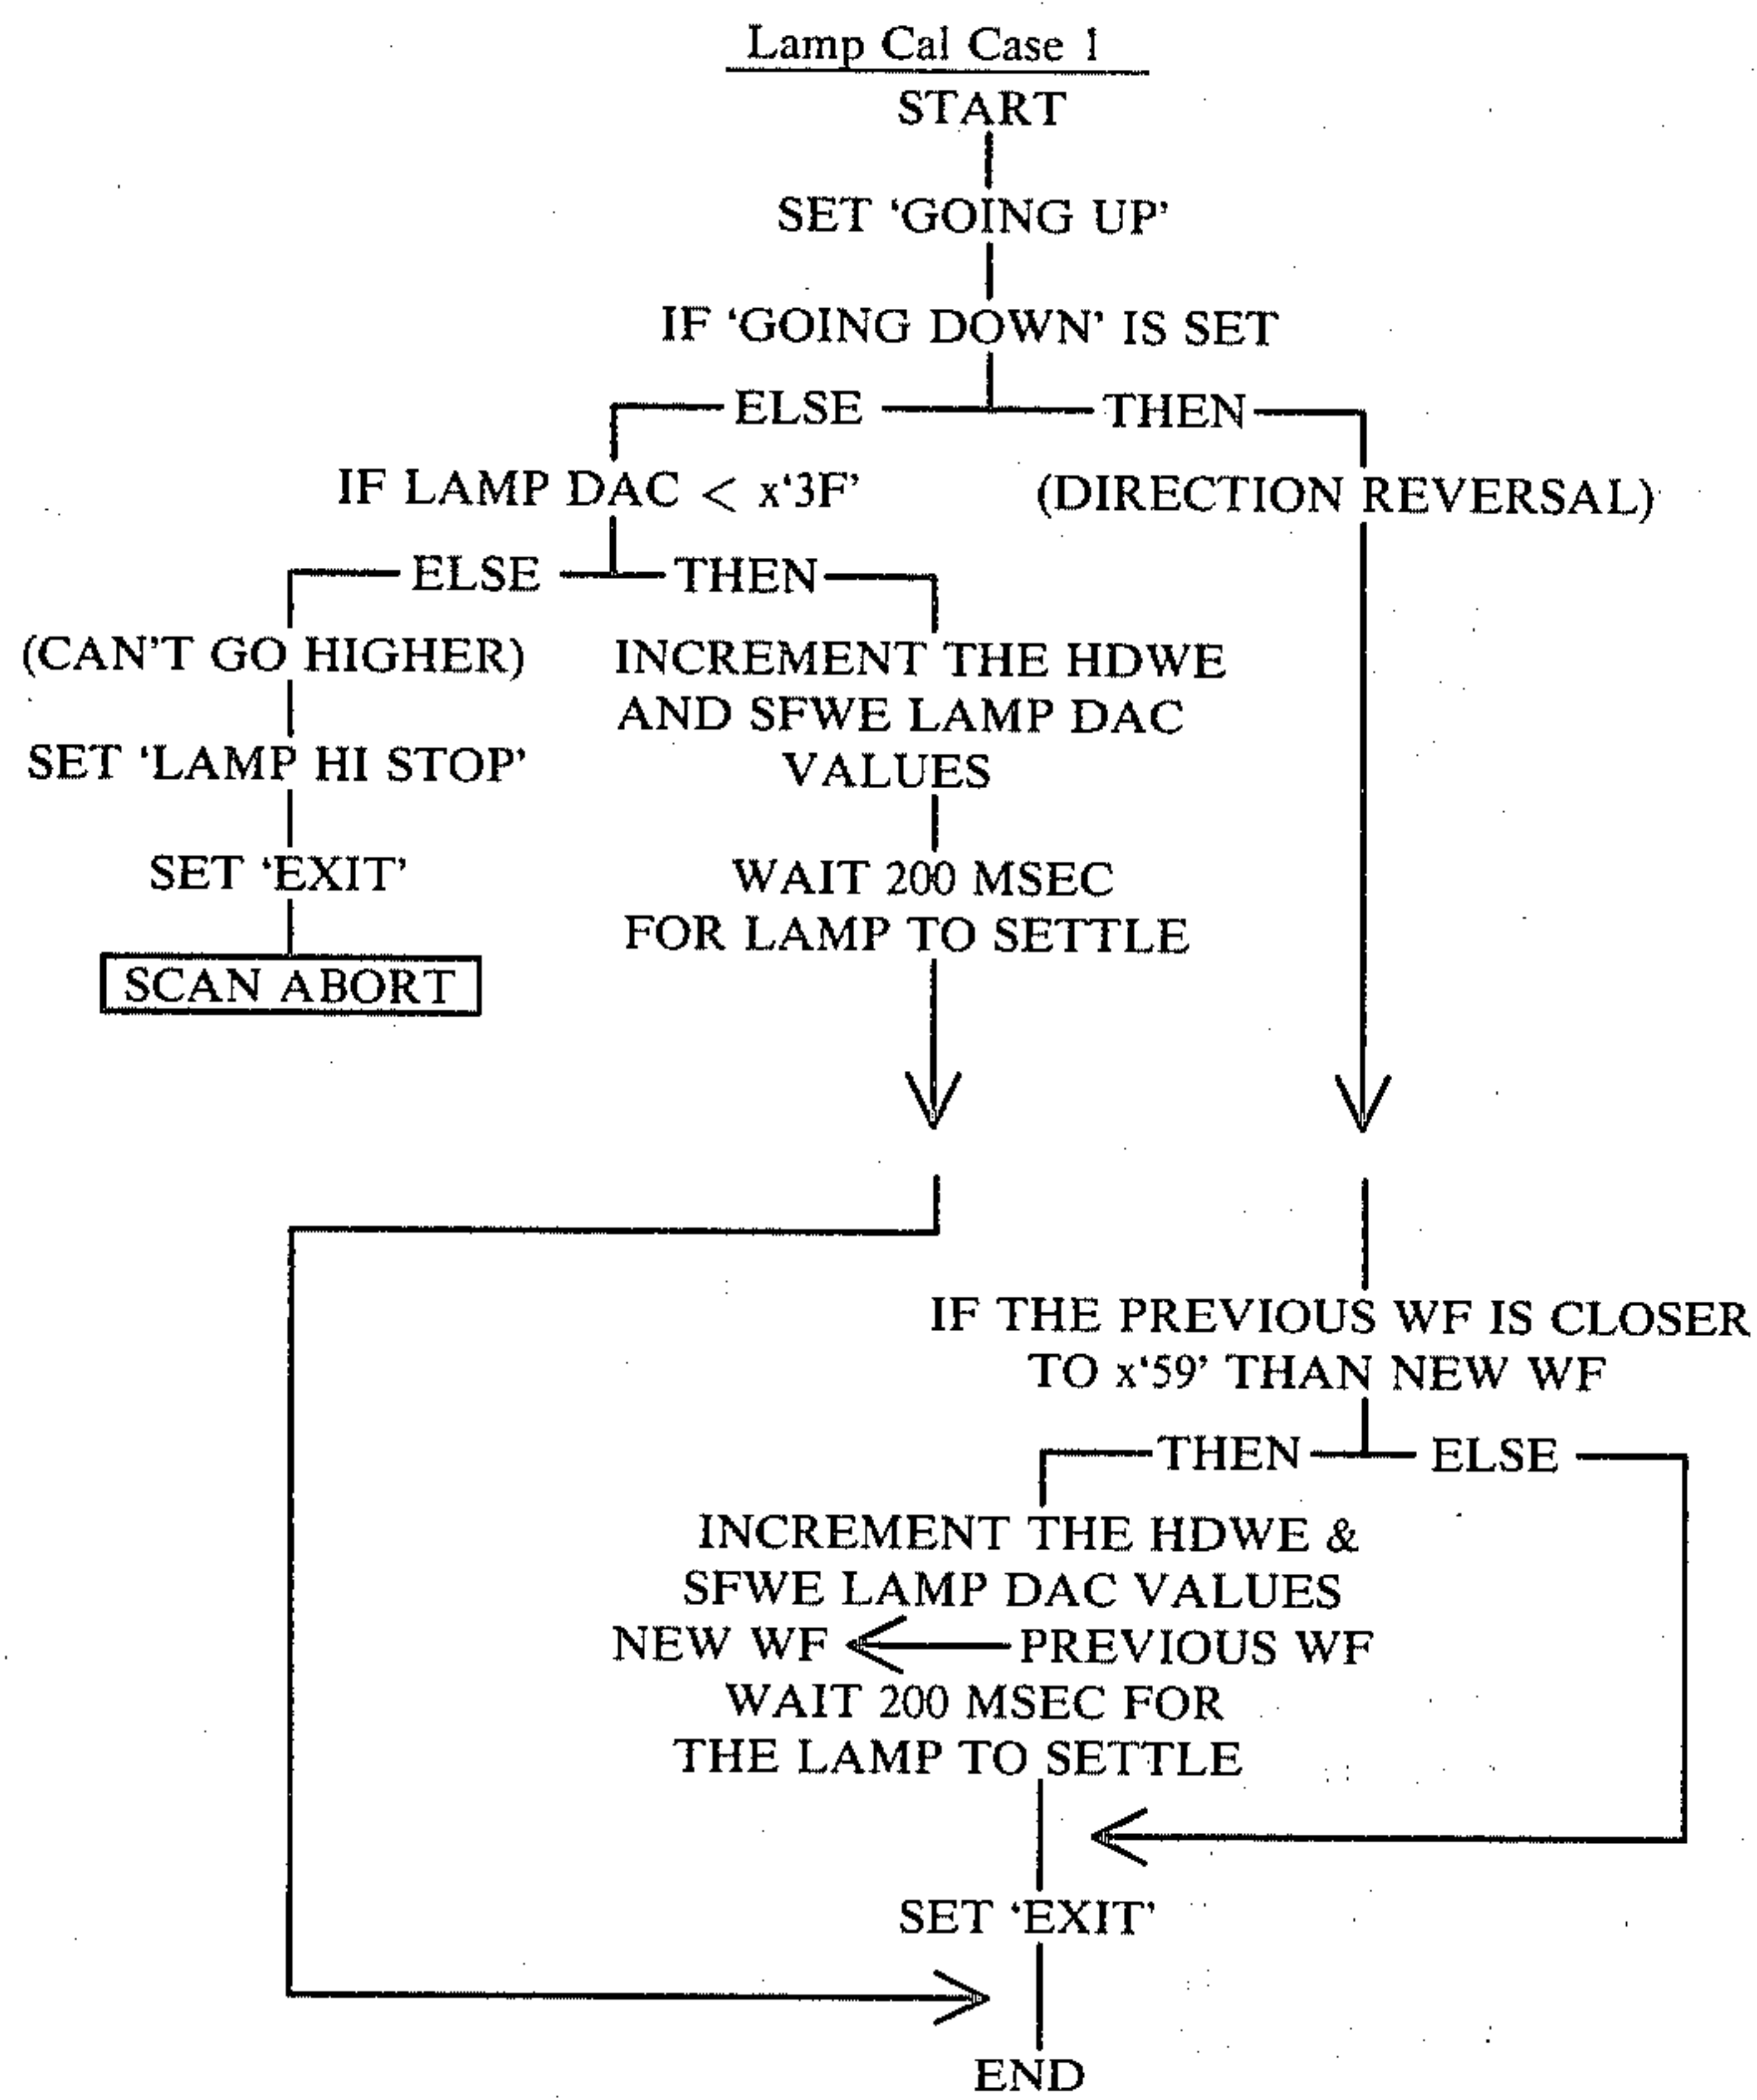 Lamp Cal Case 1
START
SET ‘GOING UP’
IF ‘GOING DOWN’ IS SET
ELSE THEN
IF LAMP DAC < x‘3F’ (DIRECTION REVERSAL)
ELSE THEN
(CAN'T GO HIGHER)
SET ‘LAMP HI STOP’
SET ‘EXIT’
SCAN ABORT
INCREMENT THE HDWE
AND SFWE LAMP DAC
VALUES
WAIT 200 MSEC
FOR LAMP TO SETTLE
IF THE PREVIOUS WF IS CLOSER
TO x‘59’ THAN NEW WF
THEN ELSE
INCREMENT THE HDWE &
SFWE LAMP DAC VALUES
NEW WF PREVIOUS WF
WAIT 200 MSEC FOR
THE LAMP TO SETTLE
SET ‘EXIT’
END